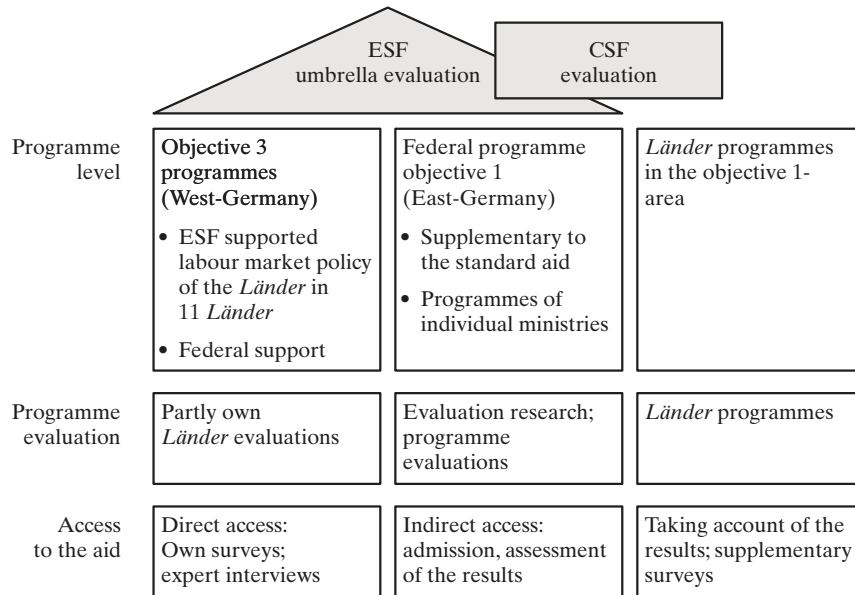 ESF
umbrella evaluation
CSF
evaluation
Programme
level
Objective 3
programmes
(West-Germany)
• ESF supported
labour market policy
of the Länder in
11 Länder
• Federal support
Federal programme
objective 1
(East-Germany)
• Supplementary to
the standard aid
• Programmes of
individual ministries
Länder programmes
in the objective 1-
area
Programme
evaluation
Partly own
Länder evaluations
Evaluation research;
programme
evaluations
Länder programmes
Access
to the aid
Direct access:
Own surveys;
expert interviews
Indirect access:
admission, assessment
of the results
Taking account of the
results; supplementary
surveys